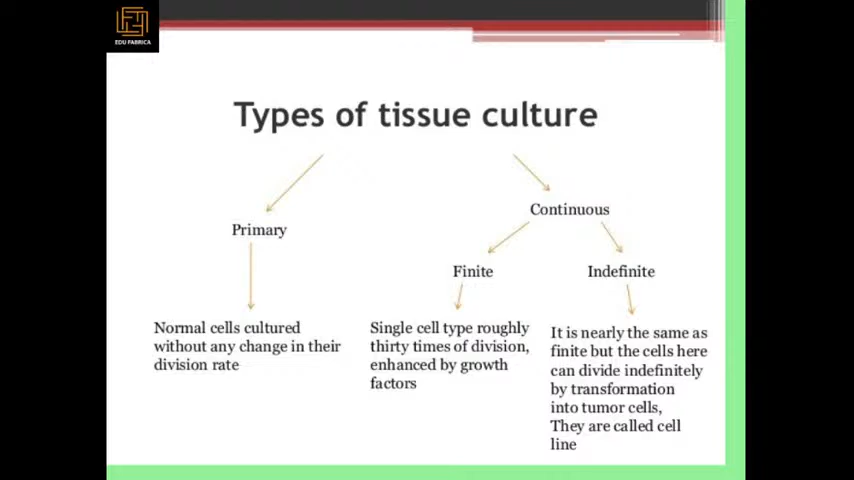 EDU FABRICA
Types of tissue culture
Primary
Continuous
Finite
Indefinite
Normal cells cultured
without any change in their
division rate
Single cell type roughly
thirty times of division,
enhanced by growth
factors
It is nearly the same as
finite but the cells here
can divide indefinitely
by transformation
into tumor cells,
They are called cell
line